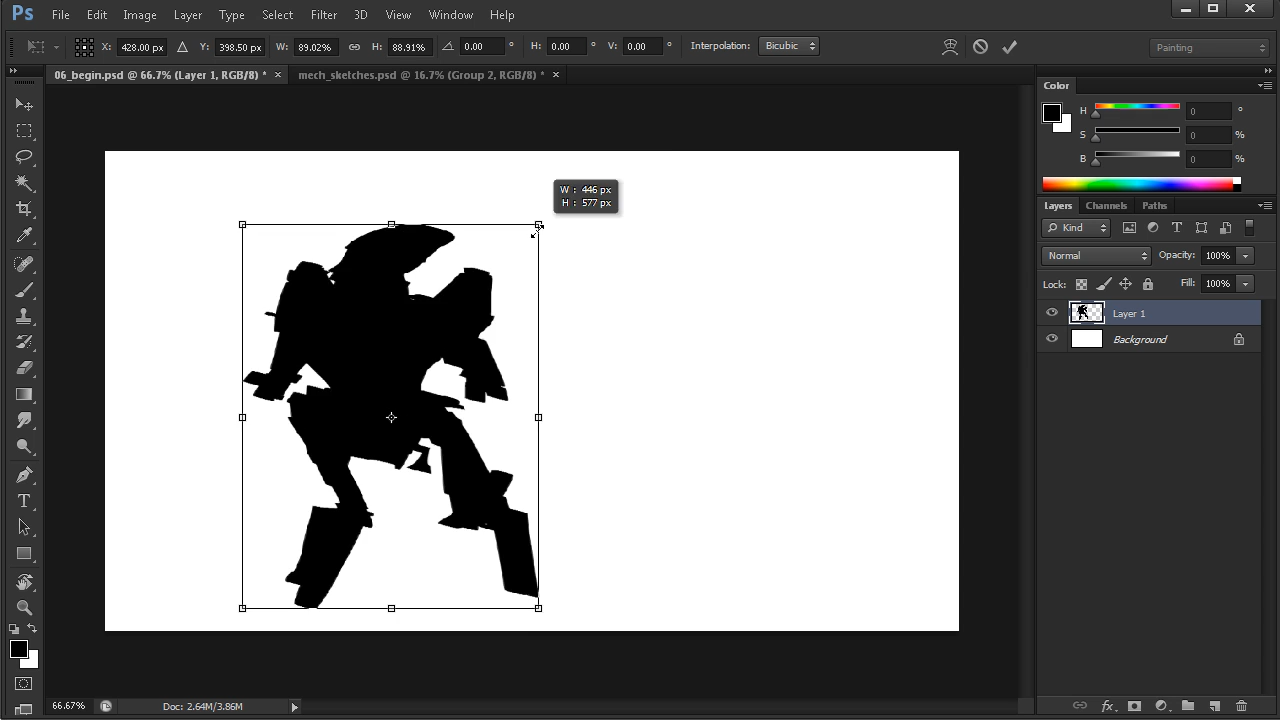 Ps File Edit Image Layer Type Select Filter 3D View Window Help
X: 428.00 px Y: 398.50 px W: 89.02% H: 88.91% 0.00 ° H: 0.00 ° V: 0.00 ° Interpolation: Bicubic Painting
06_begin.psd @ 66.7% (Layer 1, RGB/8) * × mech_sketches.psd @ 16.7% (Group 2, RGB/8) * ×
Color
H 0 °
S 0 %
B 0 %
W : 446 px
H : 577 px
Layers Channels Paths
Kind
Normal Opacity: 100%
Lock: Fill: 100%
Layer 1
Background
66.67% Doc: 2.64M/3.86M